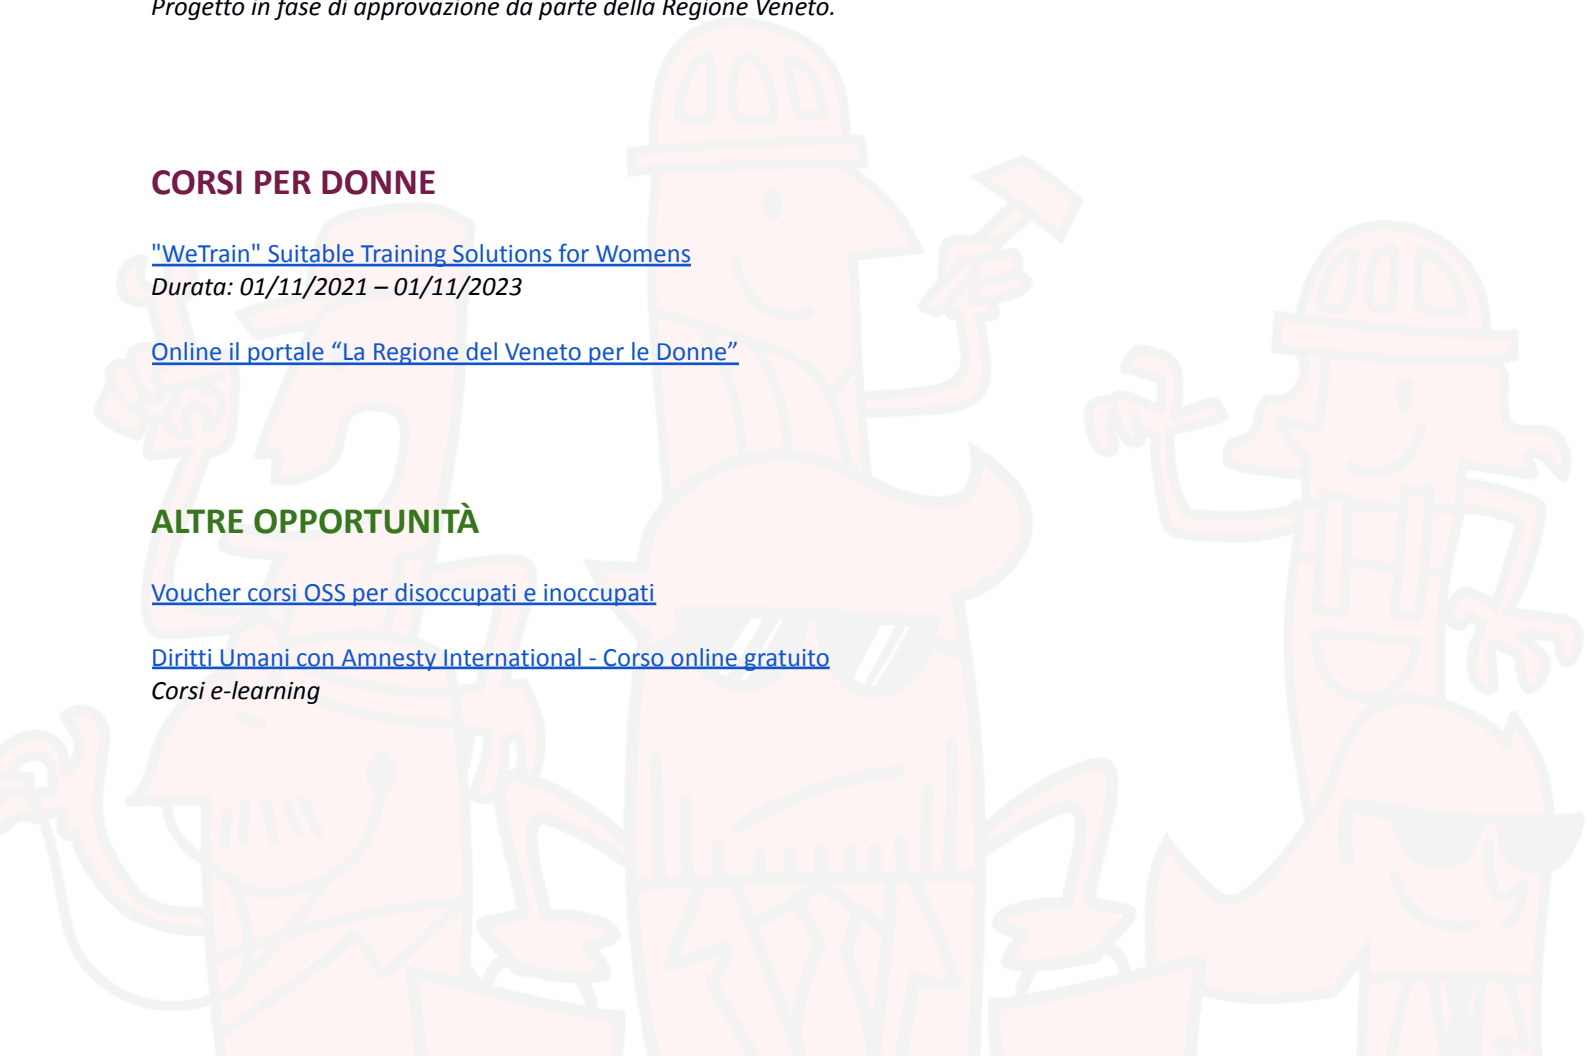 Progetto in fase di approvazione da parte della Regione Veneto.
CORSI PER DONNE
"WeTrain" Suitable Training Solutions for Womens
Durata: 01/11/2021 – 01/11/2023
Online il portale “La Regione del Veneto per le Donne”
ALTRE OPPORTUNITÀ
Voucher corsi OSS per disoccupati e inoccupati
Diritti Umani con Amnesty International - Corso online gratuito
Corsi e-learning